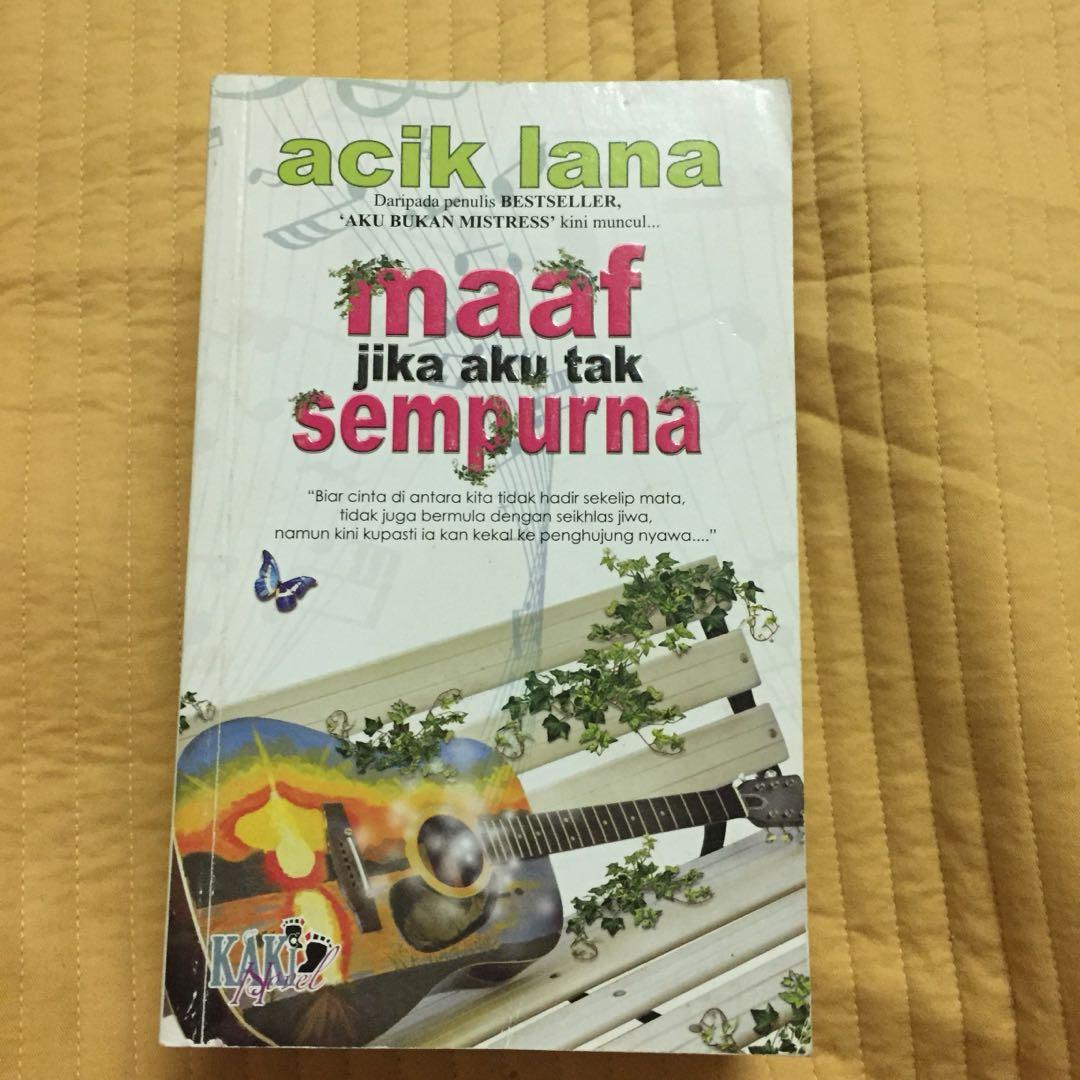 acik lana
Daripada penulis BESTSELLER,
‘AKU BUKAN MISTRESS’ kini muncul...
maaf
jika aku tak
sempurna
“Biar cinta di antara kita tidak hadir sekelip mata,
tidak juga bermula dengan seikhlas jiwa,
namun kini kupasti ia kan kekal ke penghujung nyawa....”
KAKI
Novel